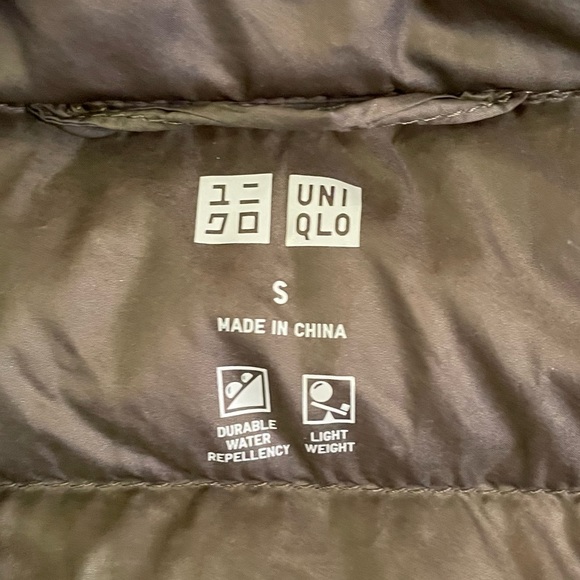 ユニ
クロ
UNI
QLO
S
MADE IN CHINA
DURABLE
WATER
REPELLENCY
LIGHT
WEIGHT